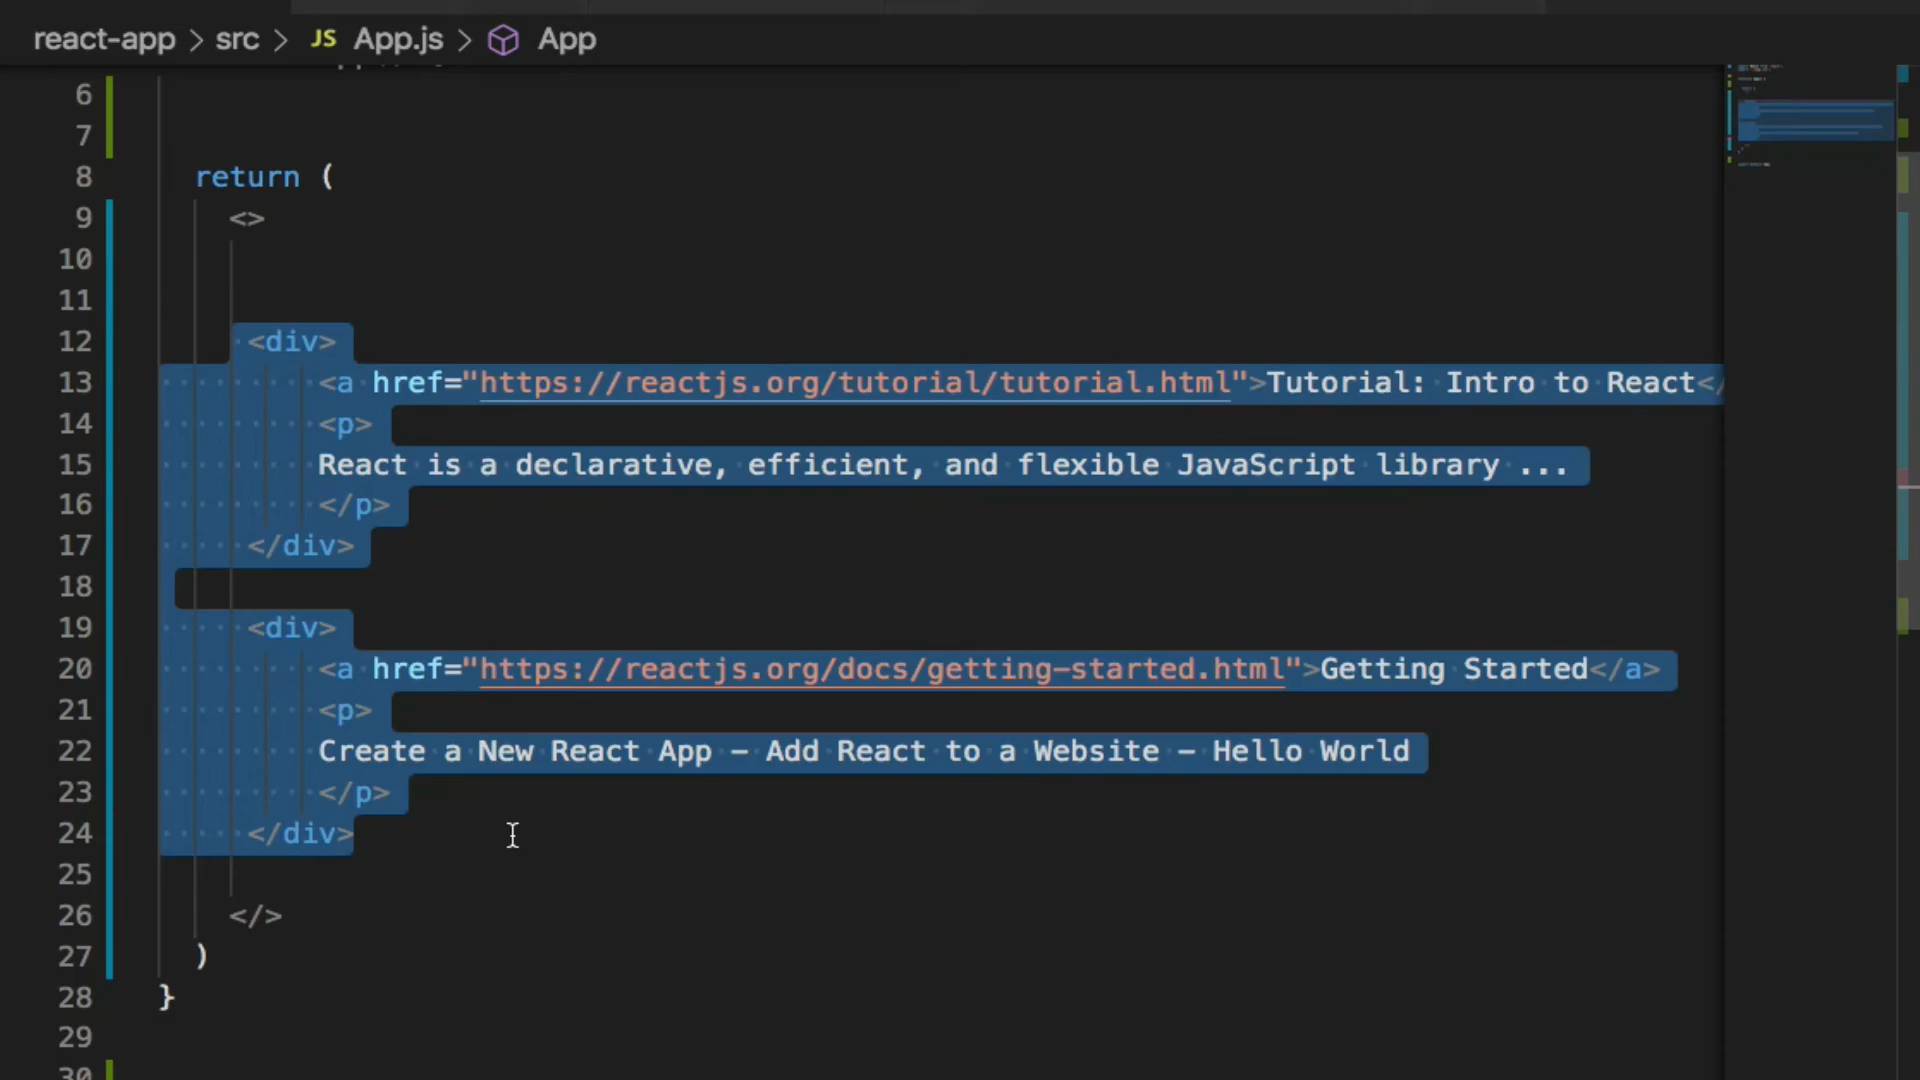 react-app > src > JS App.js > App
6
7
8 return (
9 <>
10
11
12 <div>
13 <a href="https://reactjs.org/tutorial/tutorial.html">Tutorial: Intro to React</
14 <p>
15 React is a declarative, efficient, and flexible JavaScript library ...
16 </p>
17 </div>
18
19 <div>
20 <a href="https://reactjs.org/docs/getting-started.html">Getting Started</a>
21 <p>
22 Create a New React App – Add React to a Website – Hello World
23 </p>
24 </div>
25
26 </>
27 )
28 }
29
30